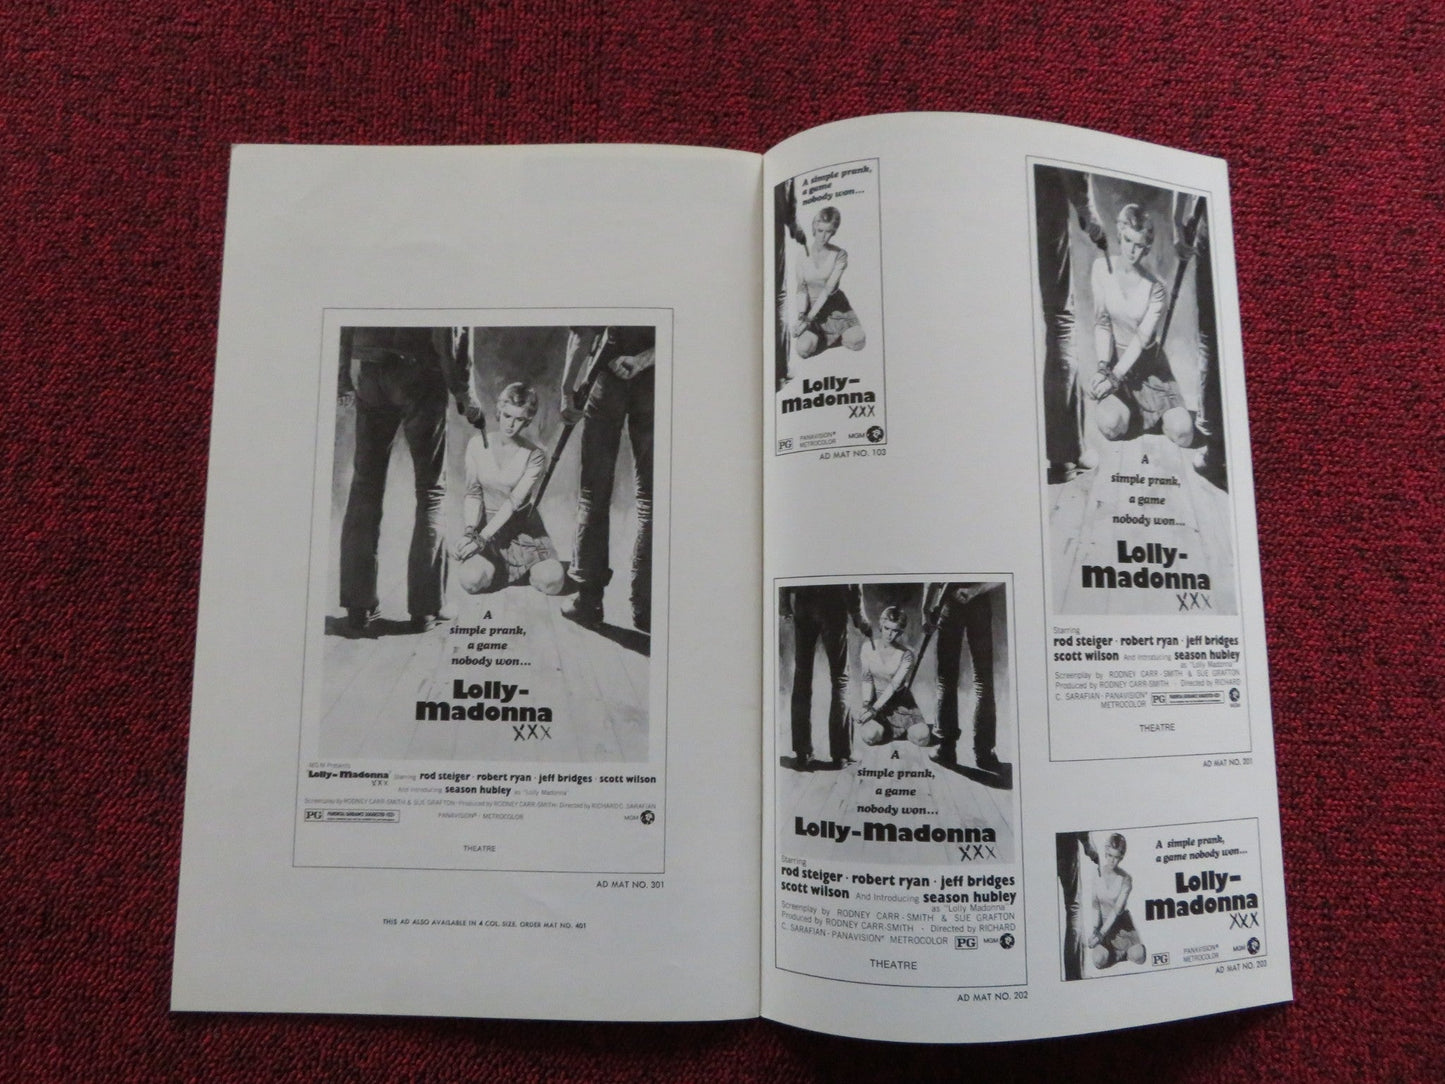 A
simple prank,
a game
nobody won...
Lolly-
Madonna
XXX
M-G-M Presents
"Lolly-Madonna XXX" Starring rod steiger · robert ryan · jeff bridges · scott wilson
And Introducing season hubley as "Lolly Madonna"
Screenplay by RODNEY CARR-SMITH & SUE GRAFTON · Produced by RODNEY CARR-SMITH · Directed by RICHARD C. SARAFIAN
PG PARENTAL GUIDANCE SUGGESTED PANAVISION® · METROCOLOR MGM
THEATRE
AD MAT NO. 301
THIS AD ALSO AVAILABLE IN 4 COL. SIZE. ORDER MAT NO. 401
A simple prank,
a game
nobody won...
Lolly-
Madonna
XXX
PG PANAVISION® MGM
METROCOLOR
AD MAT NO. 103
A
simple prank,
a game
nobody won...
Lolly-
Madonna
XXX
Starring
rod steiger · robert ryan · jeff bridges
scott wilson And Introducing season hubley
as "Lolly Madonna"
Screenplay by RODNEY CARR-SMITH & SUE GRAFTON
Produced by RODNEY CARR-SMITH · Directed by RICHARD
C. SARAFIAN · PANAVISION® PG PARENTAL GUIDANCE SUGGESTED
METROCOLOR MGM
THEATRE
AD MAT NO. 201
A
simple prank,
a game
nobody won...
Lolly-Madonna
XXX
Starring
rod steiger · robert ryan · jeff bridges
scott wilson And Introducing season hubley
as "Lolly Madonna"
Screenplay by RODNEY CARR-SMITH & SUE GRAFTON
Produced by RODNEY CARR-SMITH · Directed by RICHARD
C. SARAFIAN · PANAVISION® METROCOLOR PG MGM
THEATRE
AD MAT NO. 202
A simple prank,
a game nobody won...
Lolly-
Madonna
XXX
PG PANAVISION® MGM
METROCOLOR
AD MAT NO. 203